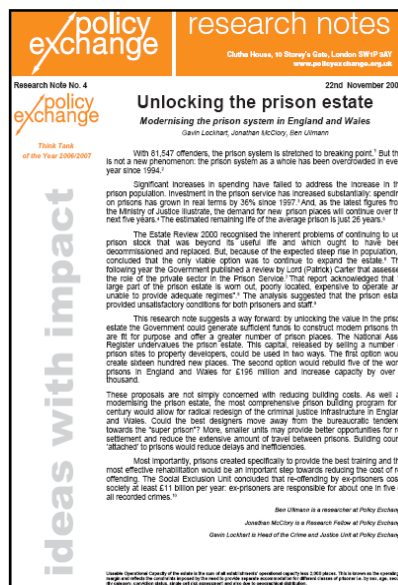 policy
exchange
research notes
Clutha House, 10 Storey's Gate, London SW1P 3AY
www.policyexchange.org.uk
Research Note No. 4
22nd November 200
policy
exchange
Think Tank
of the Year 2006/2007
ideas with impact
Unlocking the prison estate
Modernising the prison system in England and Wales
Gavin Lockhart, Jonathan McClory, Ben Ullmann
With 81,547 offenders, the prison system is stretched to breaking point.¹ But th
is not a new phenomenon: the prison system as a whole has been overcrowded in ever
year since 1994.²
Significant increases in spending have failed to address the increase in th
prison population. Investment in the prison service has increased substantially: spendin
on prisons has grown in real terms by 36% since 1997.³ And, as the latest figures fro
the Ministry of Justice illustrate, the demand for new prison places will continue over th
next five years.⁴ The estimated remaining life of the average prison is just 26 years.⁵
The Estate Review 2000 recognised the inherent problems of continuing to us
prison stock that was beyond its useful life and which ought to have bee
decommissioned and replaced. But, because of the expected steep rise in population,
concluded that the only viable option was to continue to expand the estate.⁶ Th
following year the Government published a review by Lord (Patrick) Carter that assesse
the role of the private sector in the Prison Service.⁷ That report acknowledged that
large part of the prison estate is worn out, poorly located, expensive to operate an
unable to provide adequate regimes".⁸ The analysis suggested that the prison esta
provided unsatisfactory conditions for both prisoners and staff.
This research note suggests a way forward: by unlocking the value in the priso
estate the Government could generate sufficient funds to construct modern prisons tha
are fit for purpose and offer a greater number of prison places. The National Asse
Register undervalues the prison estate. This capital, released by selling a number
prison sites to property developers, could be used in two ways. The first option wou
create sixteen hundred new places. The second option would rebuild five of the wors
prisons in England and Wales for £196 million and increase capacity by over
thousand.
These proposals are not simply concerned with reducing building costs. As well a
modernising the prison estate, the most comprehensive prison building program for
century would allow for radical redesign of the criminal justice infrastructure in Englan
and Wales. Could the best designers move away from the bureaucratic tendenc
towards the "super prison"? More, smaller units may provide better opportunities for r
settlement and reduce the extensive amount of travel between prisons. Building cour
'attached' to prisons would reduce delays and inefficiencies.
Most importantly, prisons created specifically to provide the best training and th
most effective rehabilitation would be an important step towards reducing the cost of r
offending. The Social Exclusion Unit concluded that re-offending by ex-prisoners cos
society at least £11 billion per year: ex-prisoners are responsible for about one in five
all recorded crimes.¹⁰
Ben Ullmann is a researcher at Policy Exchang
Jonathan McClory is a Research Fellow at Policy Exchang
Gavin Lockhart is Head of the Crime and Justice Unit at Policy Exchang